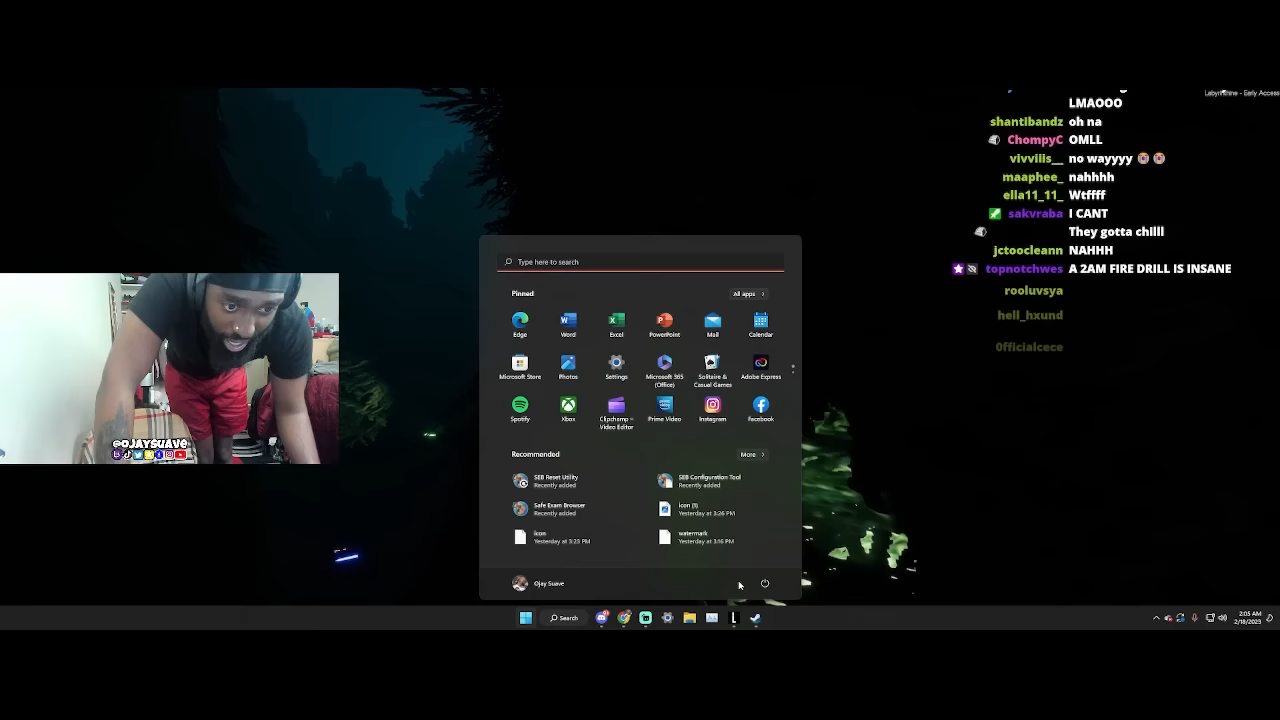 Labyrinthine - Early Access
LMAOOO
shantibandz oh na
ChompyC OMLL
vivviiis__ no wayyyy
maaphee_ nahhhh
ella11_11_ Wtffff
sakvraba I CANT
They gotta chilll
jctoocleann NAHHH
topnotchwes A 2AM FIRE DRILL IS INSANE
rooluvsya
hell_hxund
0fficialcece
@OJAYSUAVE
Type here to search
Pinned
All apps >
Edge Word Excel PowerPoint Mail Calendar
Microsoft Store Photos Settings Microsoft 365 (Office) Solitaire & Casual Games Adobe Express
Spotify Xbox Clipchamp – Video Editor Prime Video Instagram Facebook
Recommended
More >
SEB Reset Utility
Recently added
SEB Configuration Tool
Recently added
Safe Exam Browser
Recently added
icon (1)
Yesterday at 3:26 PM
icon
Yesterday at 3:23 PM
watermark
Yesterday at 3:16 PM
Ojay Suave
Search
L
2:05 AM
2/18/2023